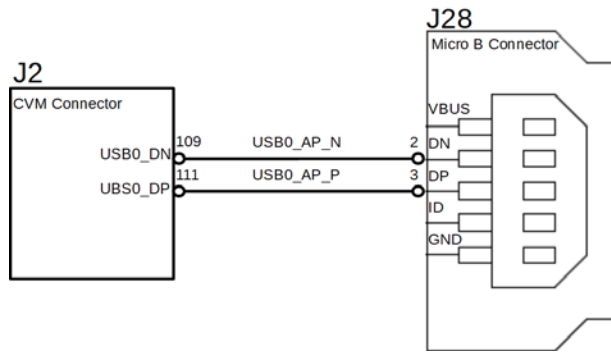 J28
Micro B Connector
J2
CVM Connector
VBUS
109 USB0_AP_N 2 DN
USB0_DN
111 USB0_AP_P 3 DP
UBS0_DP
ID
GND